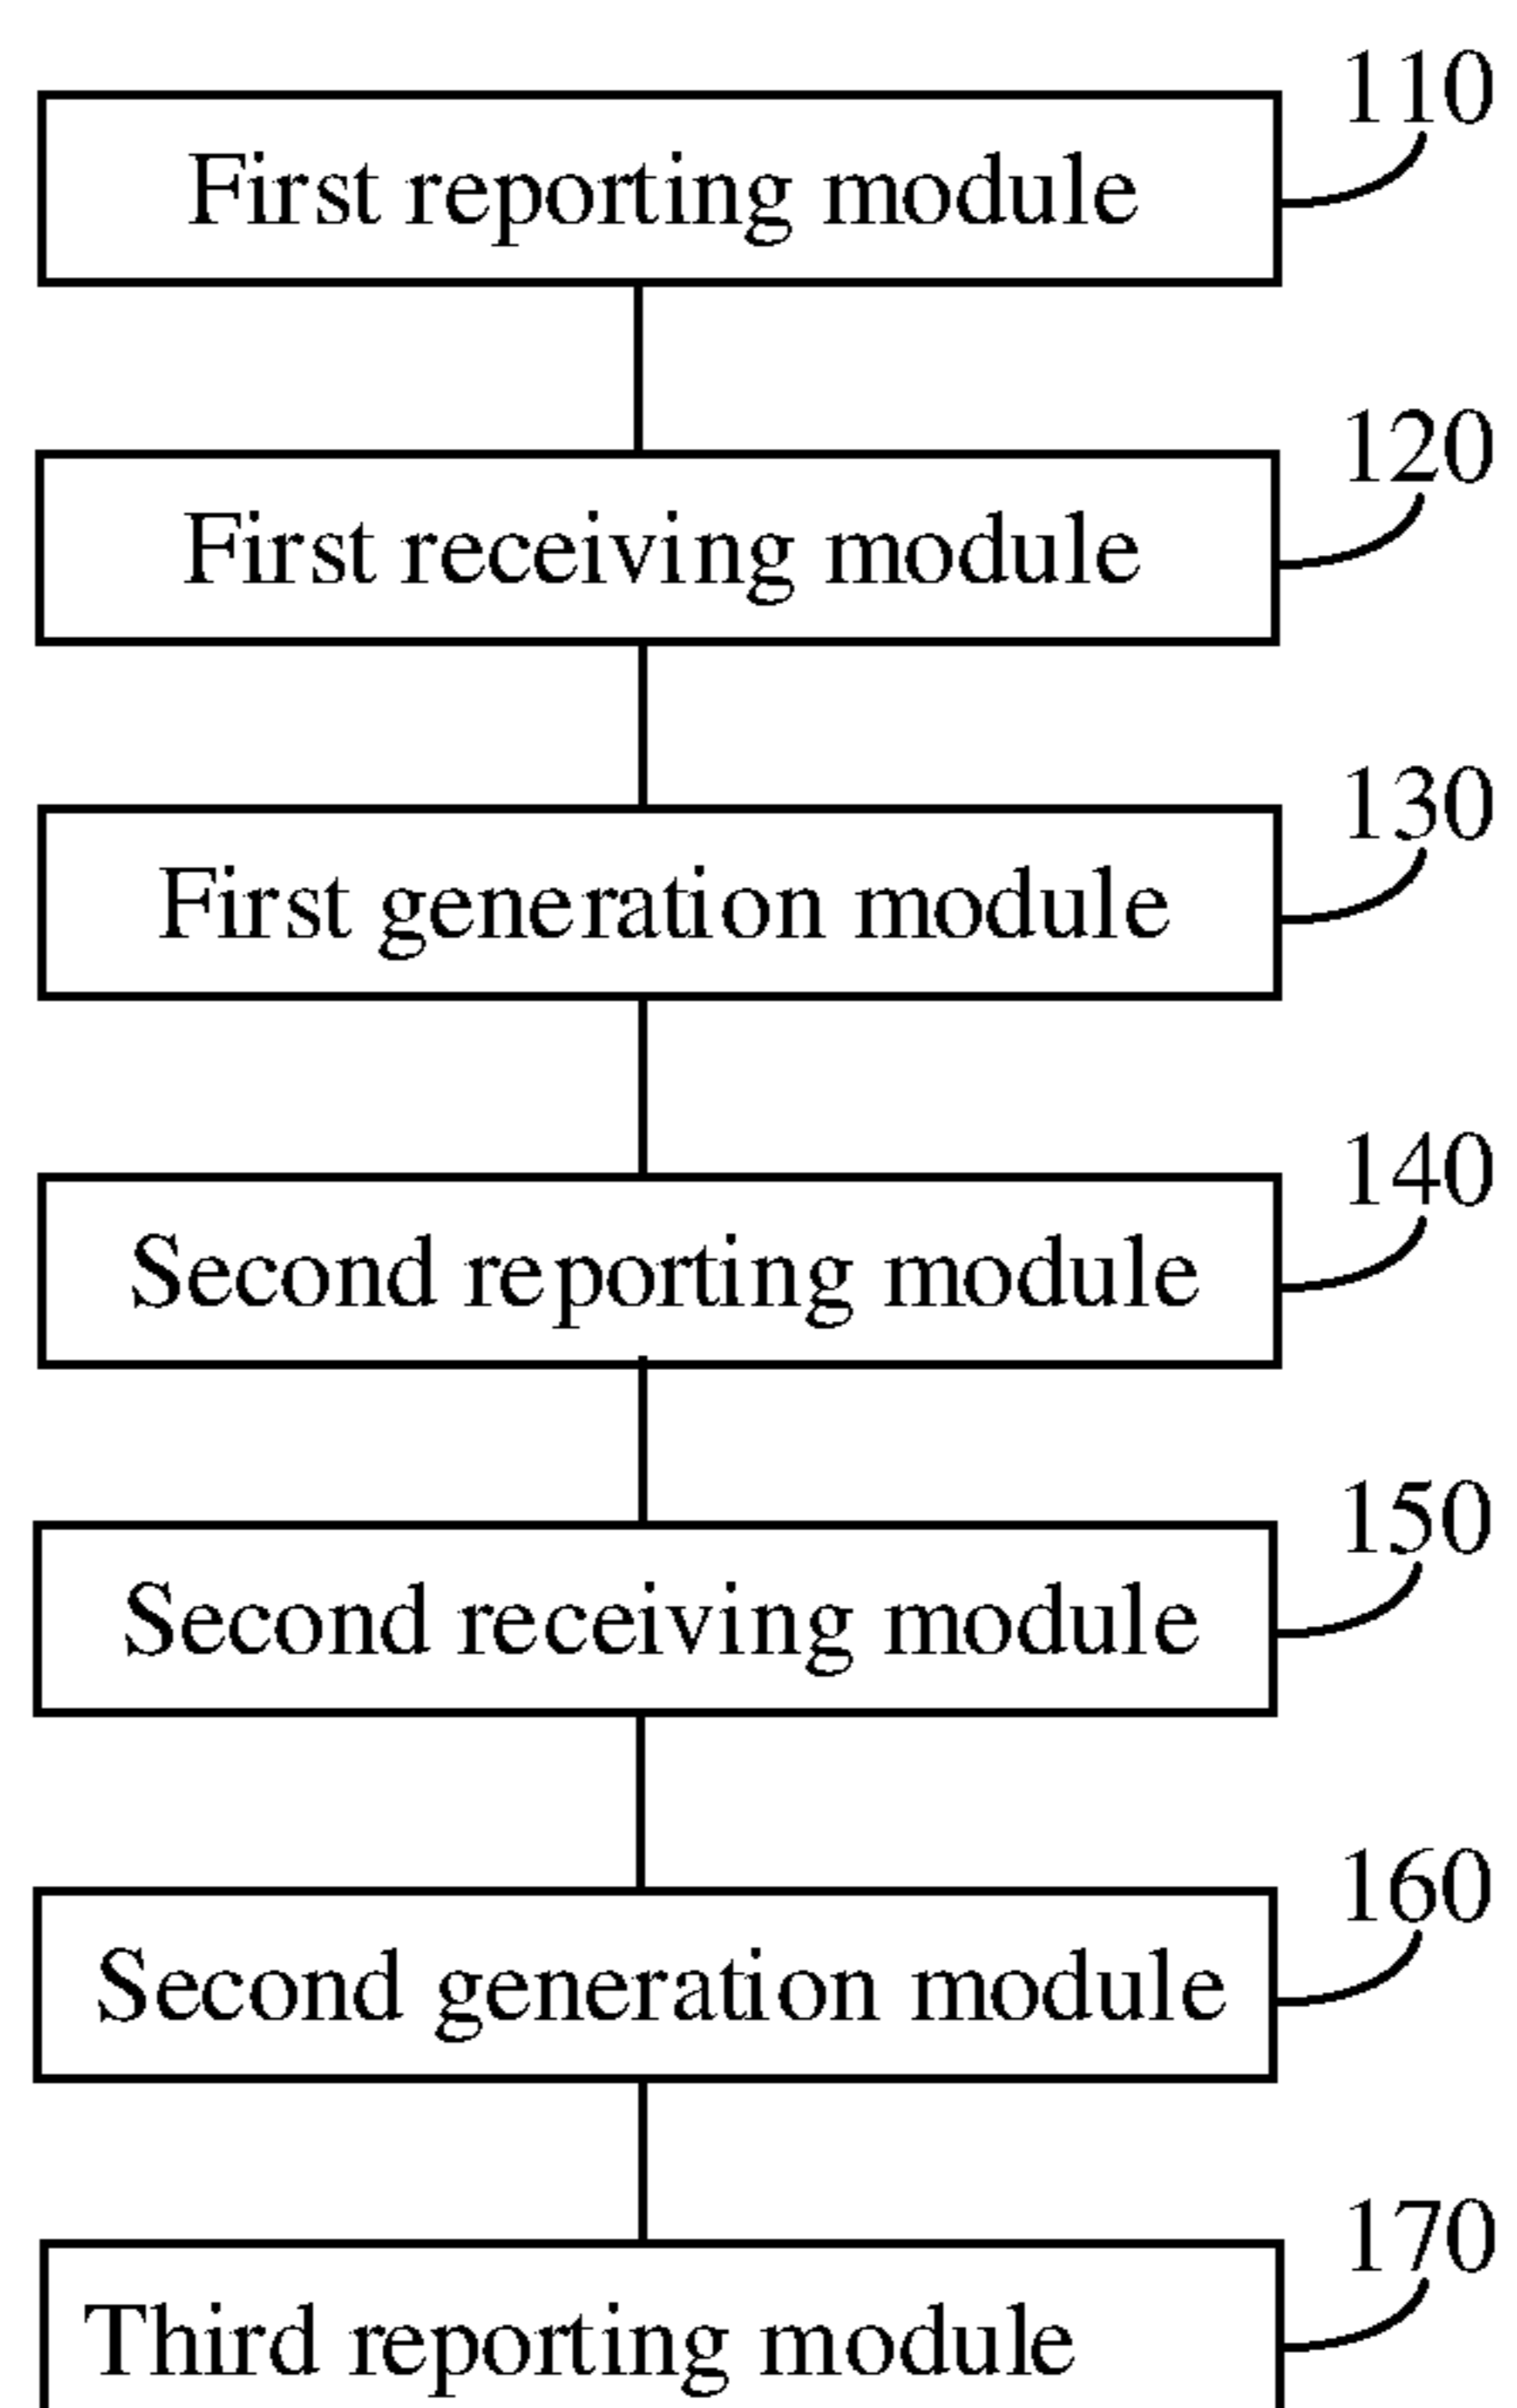 110
First reporting module
120
First receiving module
130
First generation module
140
Second reporting module
150
Second receiving module
160
Second generation module
170
Third reporting module